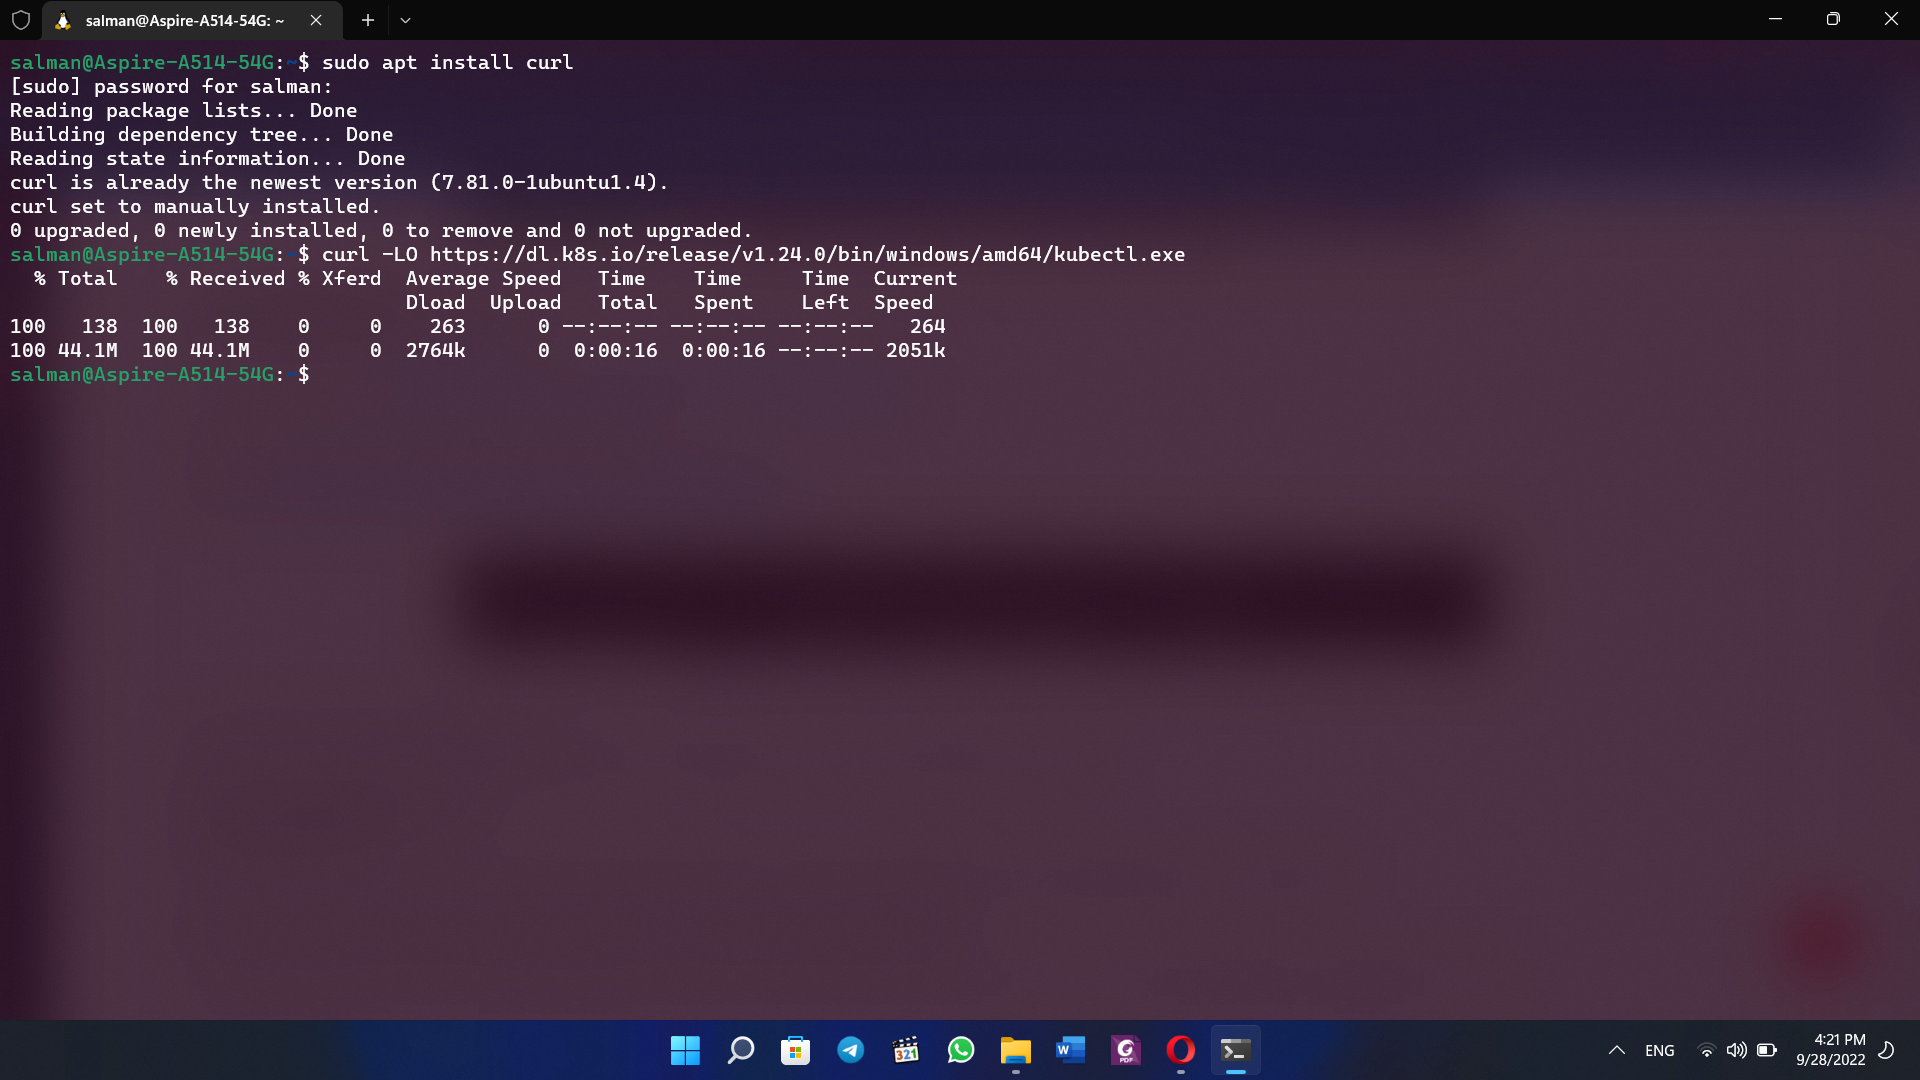 salman@Aspire-A514-54G: ~
salman@Aspire-A514-54G:~$ sudo apt install curl
[sudo] password for salman:
Reading package lists... Done
Building dependency tree... Done
Reading state information... Done
curl is already the newest version (7.81.0-1ubuntu1.4).
curl set to manually installed.
0 upgraded, 0 newly installed, 0 to remove and 0 not upgraded.
salman@Aspire-A514-54G:~$ curl -LO https://dl.k8s.io/release/v1.24.0/bin/windows/amd64/kubectl.exe
  % Total    % Received % Xferd  Average Speed   Time    Time     Time  Current
                                 Dload  Upload   Total   Spent    Left  Speed
100   138  100   138    0     0    263      0 --:--:-- --:--:-- --:--:--   264
100 44.1M  100 44.1M    0     0  2764k      0  0:00:16  0:00:16 --:--:-- 2051k
salman@Aspire-A514-54G:~$
321
W
PDF
ENG
4:21 PM
9/28/2022